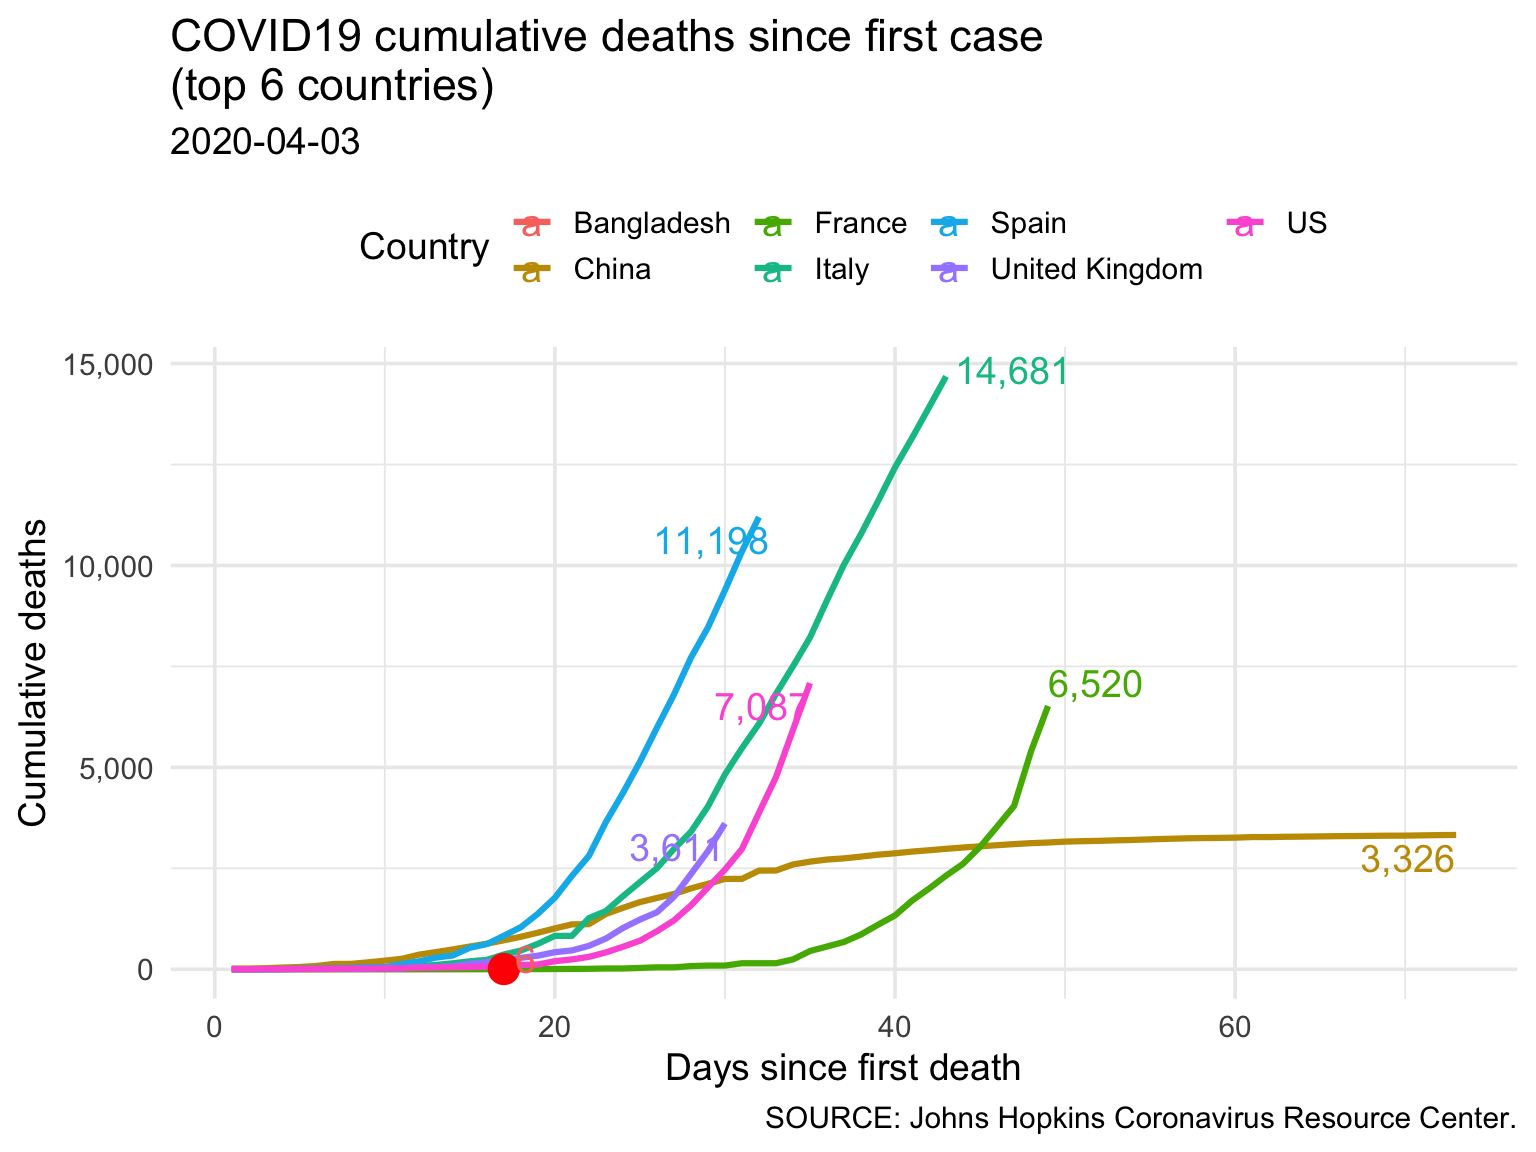 COVID19 cumulative deaths since first case
(top 6 countries)
2020-04-03
Country
a Bangladesh a France a Spain a US
a China a Italy a United Kingdom
15,000
10,000
5,000
0
Cumulative deaths
14,681
11,198
7,087
6,520
3,611
3,326
6
0 20 40 60
Days since first death
SOURCE: Johns Hopkins Coronavirus Resource Center.